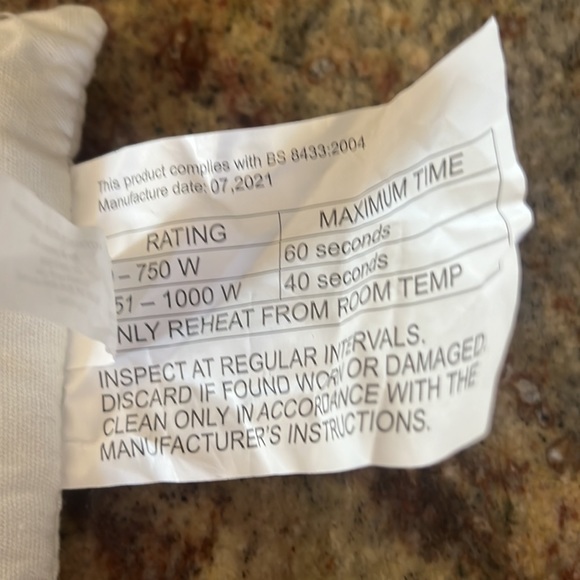 This product complies with BS 8433:2004
Manufacture date: 07,2021
RATING MAXIMUM TIME
– 750 W 60 seconds
51 – 1000 W 40 seconds
NLY REHEAT FROM ROOM TEMP
INSPECT AT REGULAR INTERVALS.
DISCARD IF FOUND WORN OR DAMAGED.
CLEAN ONLY IN ACCORDANCE WITH THE
MANUFACTURER'S INSTRUCTIONS.